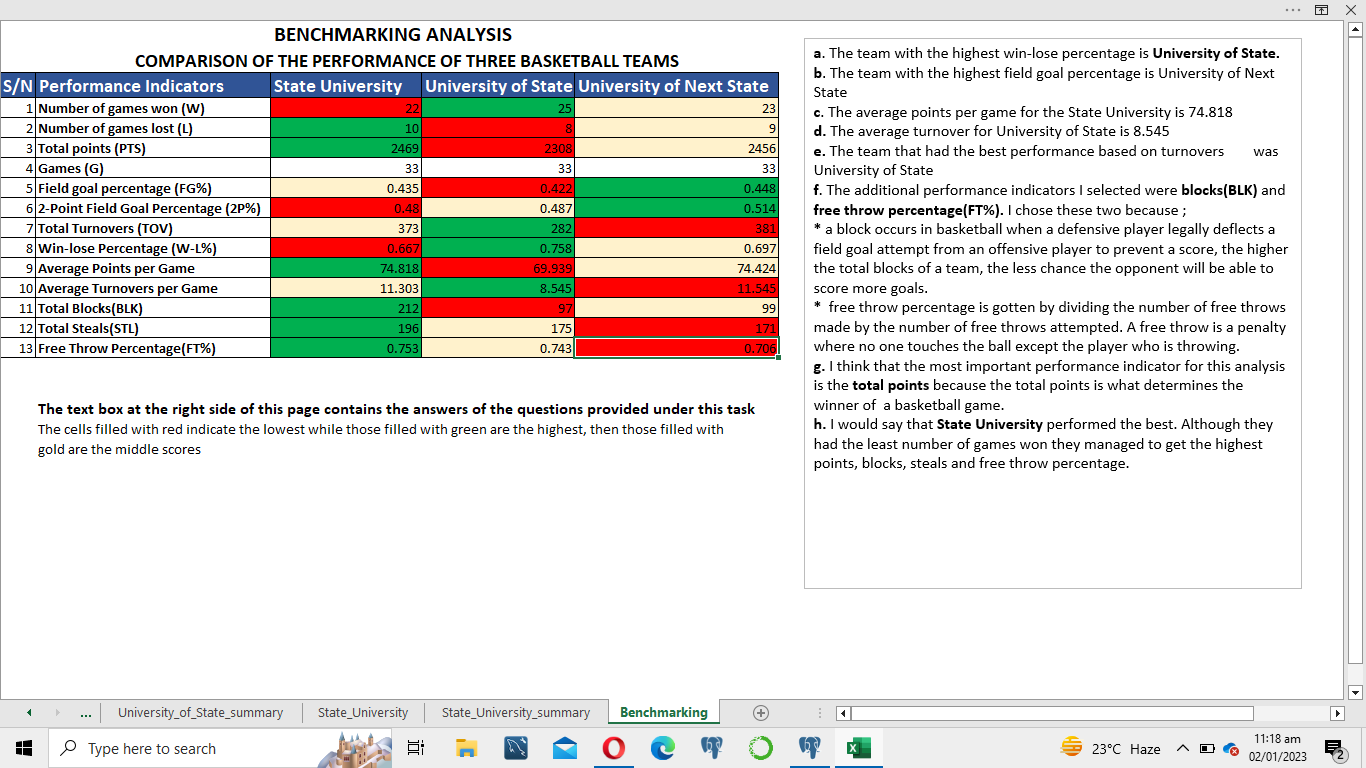 BENCHMARKING ANALYSIS
COMPARISON OF THE PERFORMANCE OF THREE BASKETBALL TEAMS
S/N Performance Indicators State University University of State University of Next State
1 Number of games won (W) 22 25 23
2 Number of games lost (L) 10 8 9
3 Total points (PTS) 2469 2308 2456
4 Games (G) 33 33 33
5 Field goal percentage (FG%) 0.435 0.422 0.448
6 2-Point Field Goal Percentage (2P%) 0.48 0.487 0.514
7 Total Turnovers (TOV) 373 282 381
8 Win-lose Percentage (W-L%) 0.667 0.758 0.697
9 Average Points per Game 74.818 69.939 74.424
10 Average Turnovers per Game 11.303 8.545 11.545
11 Total Blocks(BLK) 212 97 99
12 Total Steals(STL) 196 175 171
13 Free Throw Percentage(FT%) 0.753 0.743 0.706
The text box at the right side of this page contains the answers of the questions provided under this task
The cells filled with red indicate the lowest while those filled with green are the highest, then those filled with
gold are the middle scores
a. The team with the highest win-lose percentage is University of State.
b. The team with the highest field goal percentage is University of Next
State
c. The average points per game for the State University is 74.818
d. The average turnover for University of State is 8.545
e. The team that had the best performance based on turnovers was
University of State
f. The additional performance indicators I selected were blocks(BLK) and
free throw percentage(FT%). I chose these two because ;
* a block occurs in basketball when a defensive player legally deflects a
field goal attempt from an offensive player to prevent a score, the higher
the total blocks of a team, the less chance the opponent will be able to
score more goals.
* free throw percentage is gotten by dividing the number of free throws
made by the number of free throws attempted. A free throw is a penalty
where no one touches the ball except the player who is throwing.
g. I think that the most important performance indicator for this analysis
is the total points because the total points is what determines the
winner of a basketball game.
h. I would say that State University performed the best. Although they
had the least number of games won they managed to get the highest
points, blocks, steals and free throw percentage.
... University_of_State_summary State_University State_University_summary Benchmarking
Type here to search
23°C Haze
11:18 am
02/01/2023
2